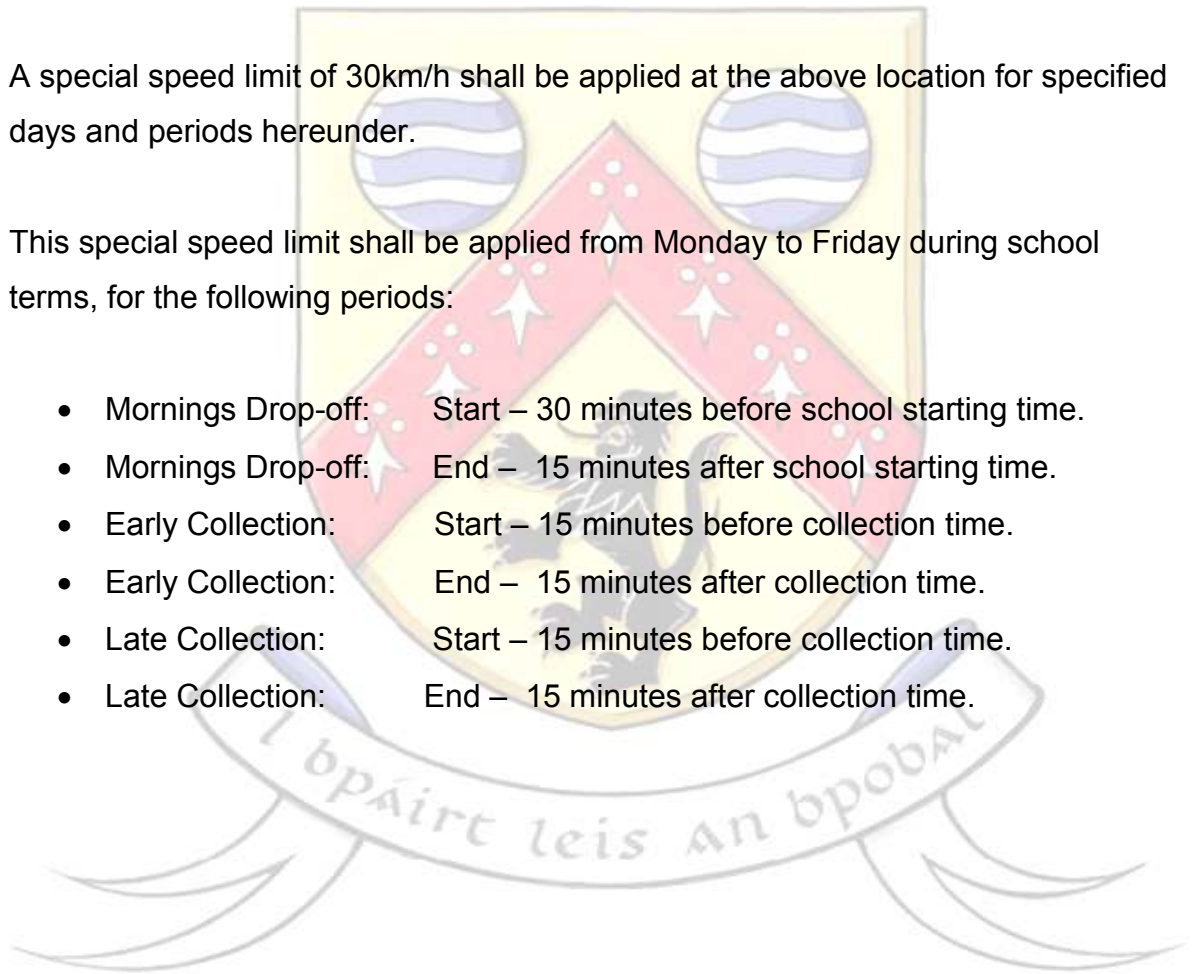 A special speed limit of 30km/h shall be applied at the above location for specified
days and periods hereunder.
This special speed limit shall be applied from Monday to Friday during school
terms, for the following periods:
• Mornings Drop-off: Start – 30 minutes before school starting time.
• Mornings Drop-off: End – 15 minutes after school starting time.
• Early Collection: Start – 15 minutes before collection time.
• Early Collection: End – 15 minutes after collection time.
• Late Collection: Start – 15 minutes before collection time.
• Late Collection: End – 15 minutes after collection time.
i bpáirt leis an bpobal